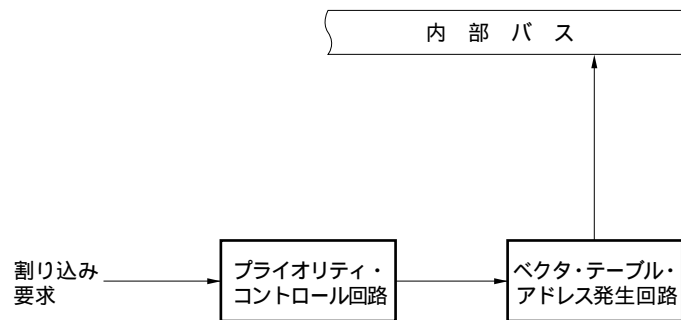 内部バス
割り込み
要求
プライオリティ・
コントロール回路
ベクタ・テーブル・
アドレス発生回路